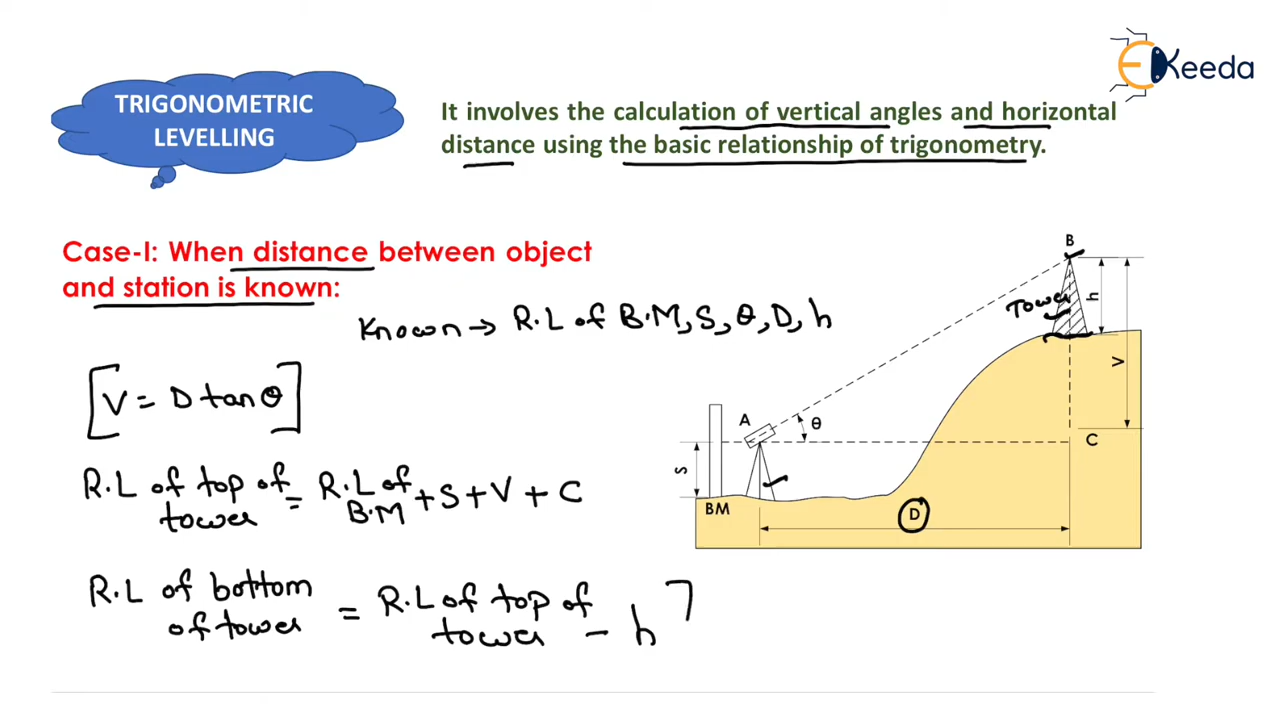 EKeeda
TRIGONOMETRIC
LEVELLING
It involves the calculation of vertical angles and horizontal
distance using the basic relationship of trigonometry.
Case-I: When distance between object
and station is known:
Known → R.L of B.M, S, θ, D, h
[V = D tan θ]
R.L of top of tower = R.L of B.M + S + V + C
R.L of bottom of tower = R.L of top of tower - h
B
Tower
h
V
A
θ
C
S
BM
D